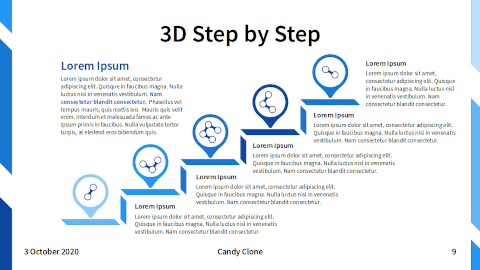 3D Step by Step
Lorem Ipsum
Lorem ipsum dolor sit amet, consectetur
adipiscing elit. Quisque in faucibus magna. Nulla
luctus nisl in venenatis vestibulum. Nam
consectetur blandit consectetur. Phasellus vel
tempus mauris, quis mattis leo. Mauris quis velit
enim. Interdum et malesuada fames ac ante
ipsum primis in faucibus. Nulla vulputate tortor
turpis, at eleifend eros bibendum quis.
Lorem Ipsum
Lorem ipsum dolor sit amet,
consectetur adipiscing elit. Quisque
in faucibus magna. Nulla luctus nisl
in venenatis vestibulum. Nam
consectetur blandit consectetur.
Lorem Ipsum
Lorem ipsum dolor sit amet, consectetur adipiscing elit.
Quisque in faucibus magna. Nulla luctus nisl in venenatis
vestibulum. Nam consectetur blandit consectetur.
Lorem Ipsum
Lorem ipsum dolor sit amet, consectetur adipiscing elit.
Quisque in faucibus magna. Nulla luctus nisl in venenatis
vestibulum. Nam consectetur blandit consectetur.
Lorem Ipsum
Lorem ipsum dolor sit amet, consectetur adipiscing elit.
Quisque in faucibus magna. Nulla luctus nisl in venenatis
vestibulum. Nam consectetur blandit consectetur.
Lorem Ipsum
Lorem ipsum dolor sit amet, consectetur adipiscing elit.
Quisque in faucibus magna. Nulla luctus nisl in venenatis
vestibulum. Nam consectetur blandit consectetur.
3 October 2020
Candy Clone
9